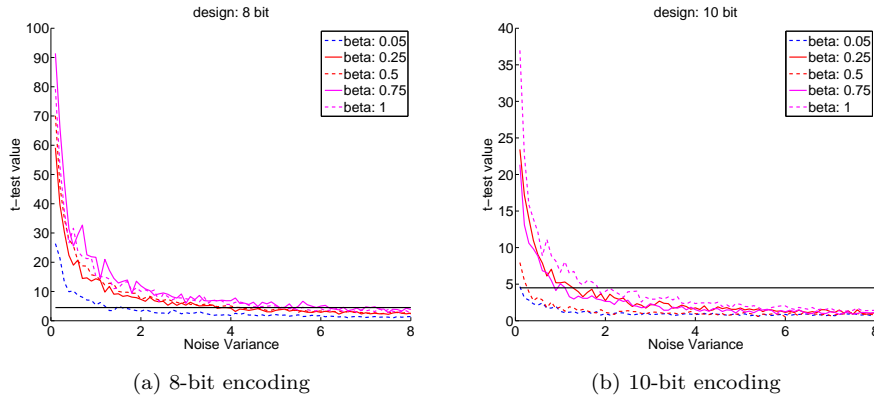 design: 8 bit
100
90
80
70
60
50
40
30
20
10
0
t-test value
beta: 0.05
beta: 0.25
beta: 0.5
beta: 0.75
beta: 1
0 2 4 6 8
Noise Variance
(a) 8-bit encoding
design: 10 bit
40
35
30
25
20
15
10
5
0
t-test value
beta: 0.05
beta: 0.25
beta: 0.5
beta: 0.75
beta: 1
0 2 4 6 8
Noise Variance
(b) 10-bit encoding